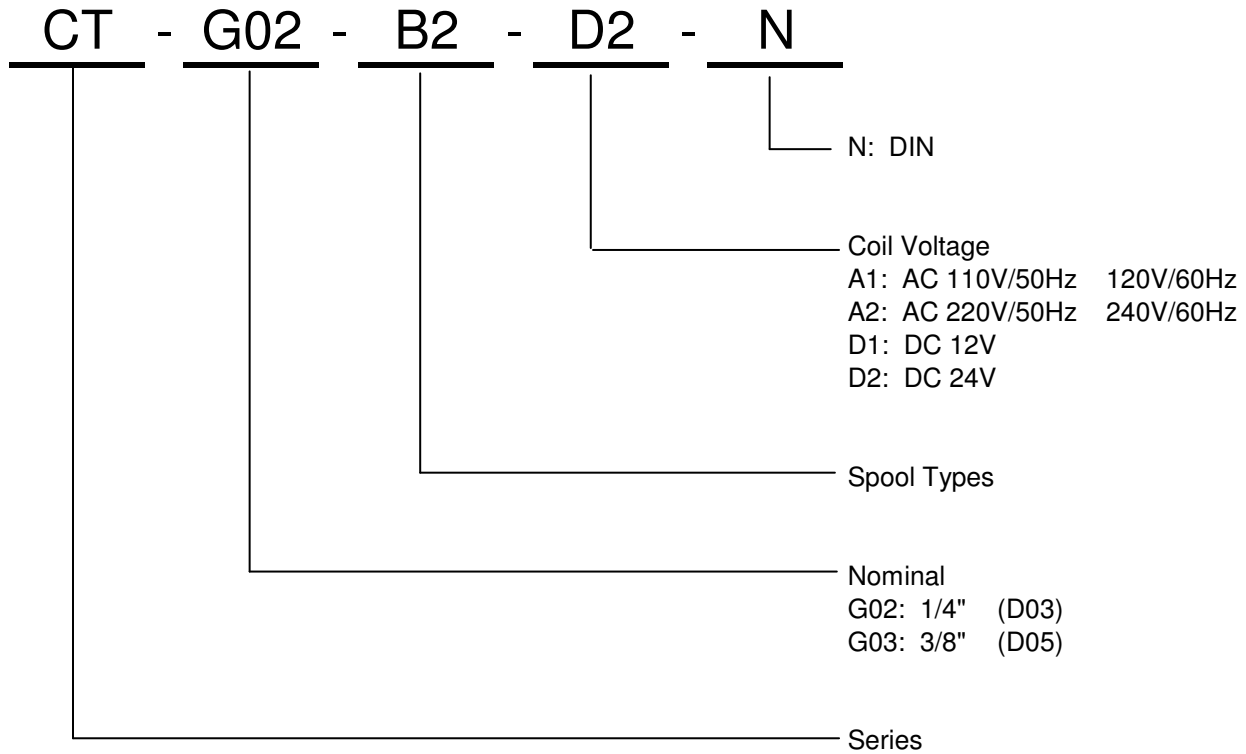 CT - G02 - B2 - D2 - N
N: DIN
Coil Voltage
A1: AC 110V/50Hz 120V/60Hz
A2: AC 220V/50Hz 240V/60Hz
D1: DC 12V
D2: DC 24V
Spool Types
Nominal
G02: 1/4" (D03)
G03: 3/8" (D05)
Series